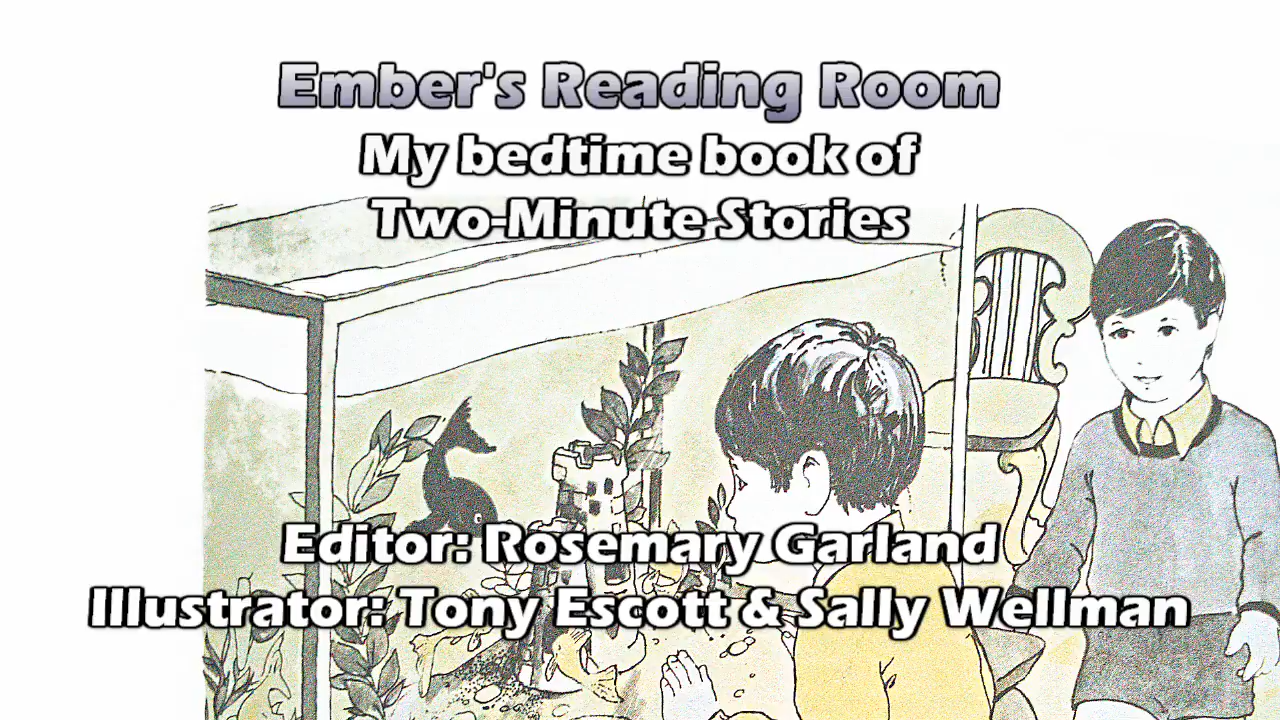 Ember's Reading Room
My bedtime book of
Two-Minute Stories
Editor: Rosemary Garland
Illustrator: Tony Escott & Sally Wellman